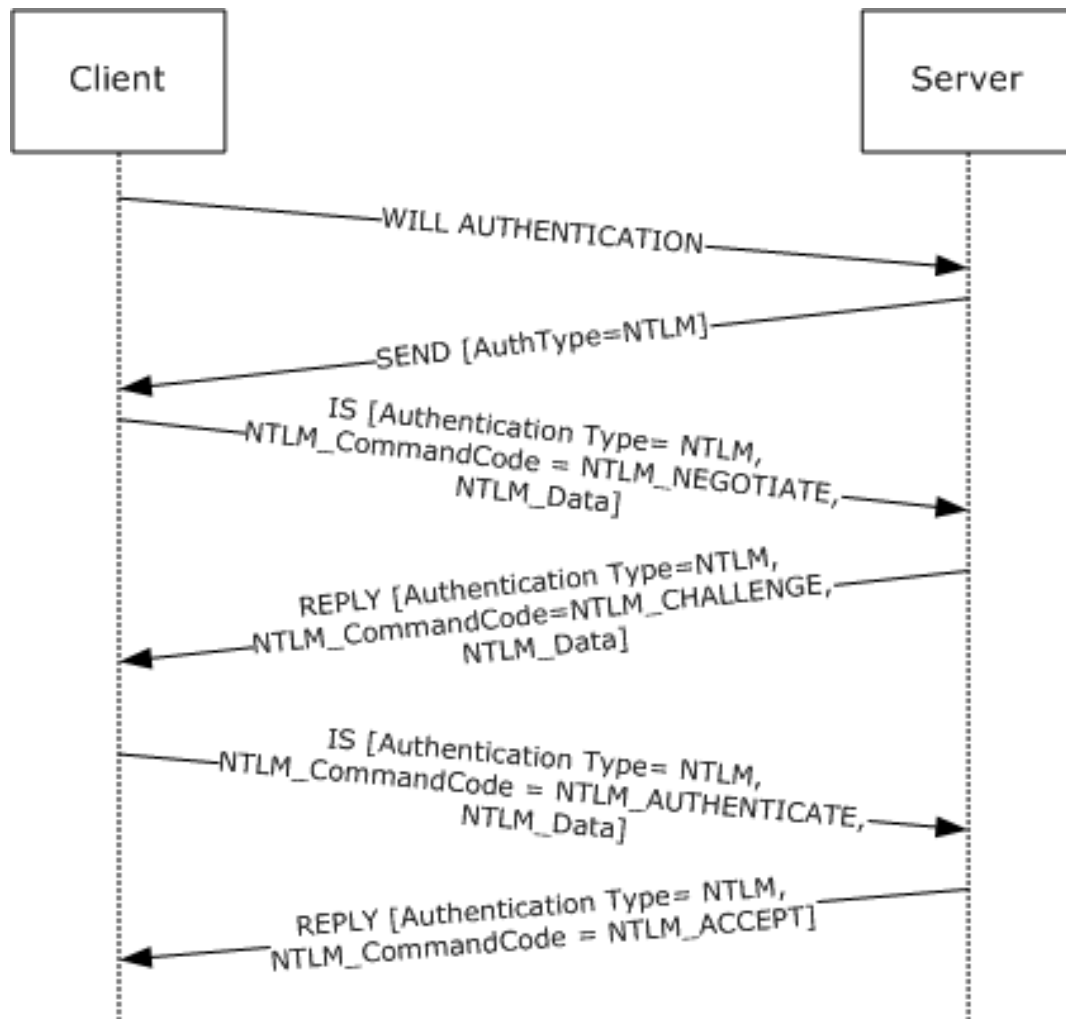 Client
Server
WILL AUTHENTICATION
SEND [AuthType=NTLM]
IS [Authentication Type= NTLM,
NTLM_CommandCode = NTLM_NEGOTIATE,
NTLM_Data]
REPLY [Authentication Type=NTLM,
NTLM_CommandCode=NTLM_CHALLENGE,
NTLM_Data]
IS [Authentication Type= NTLM,
NTLM_CommandCode = NTLM_AUTHENTICATE,
NTLM_Data]
REPLY [Authentication Type= NTLM,
NTLM_CommandCode = NTLM_ACCEPT]